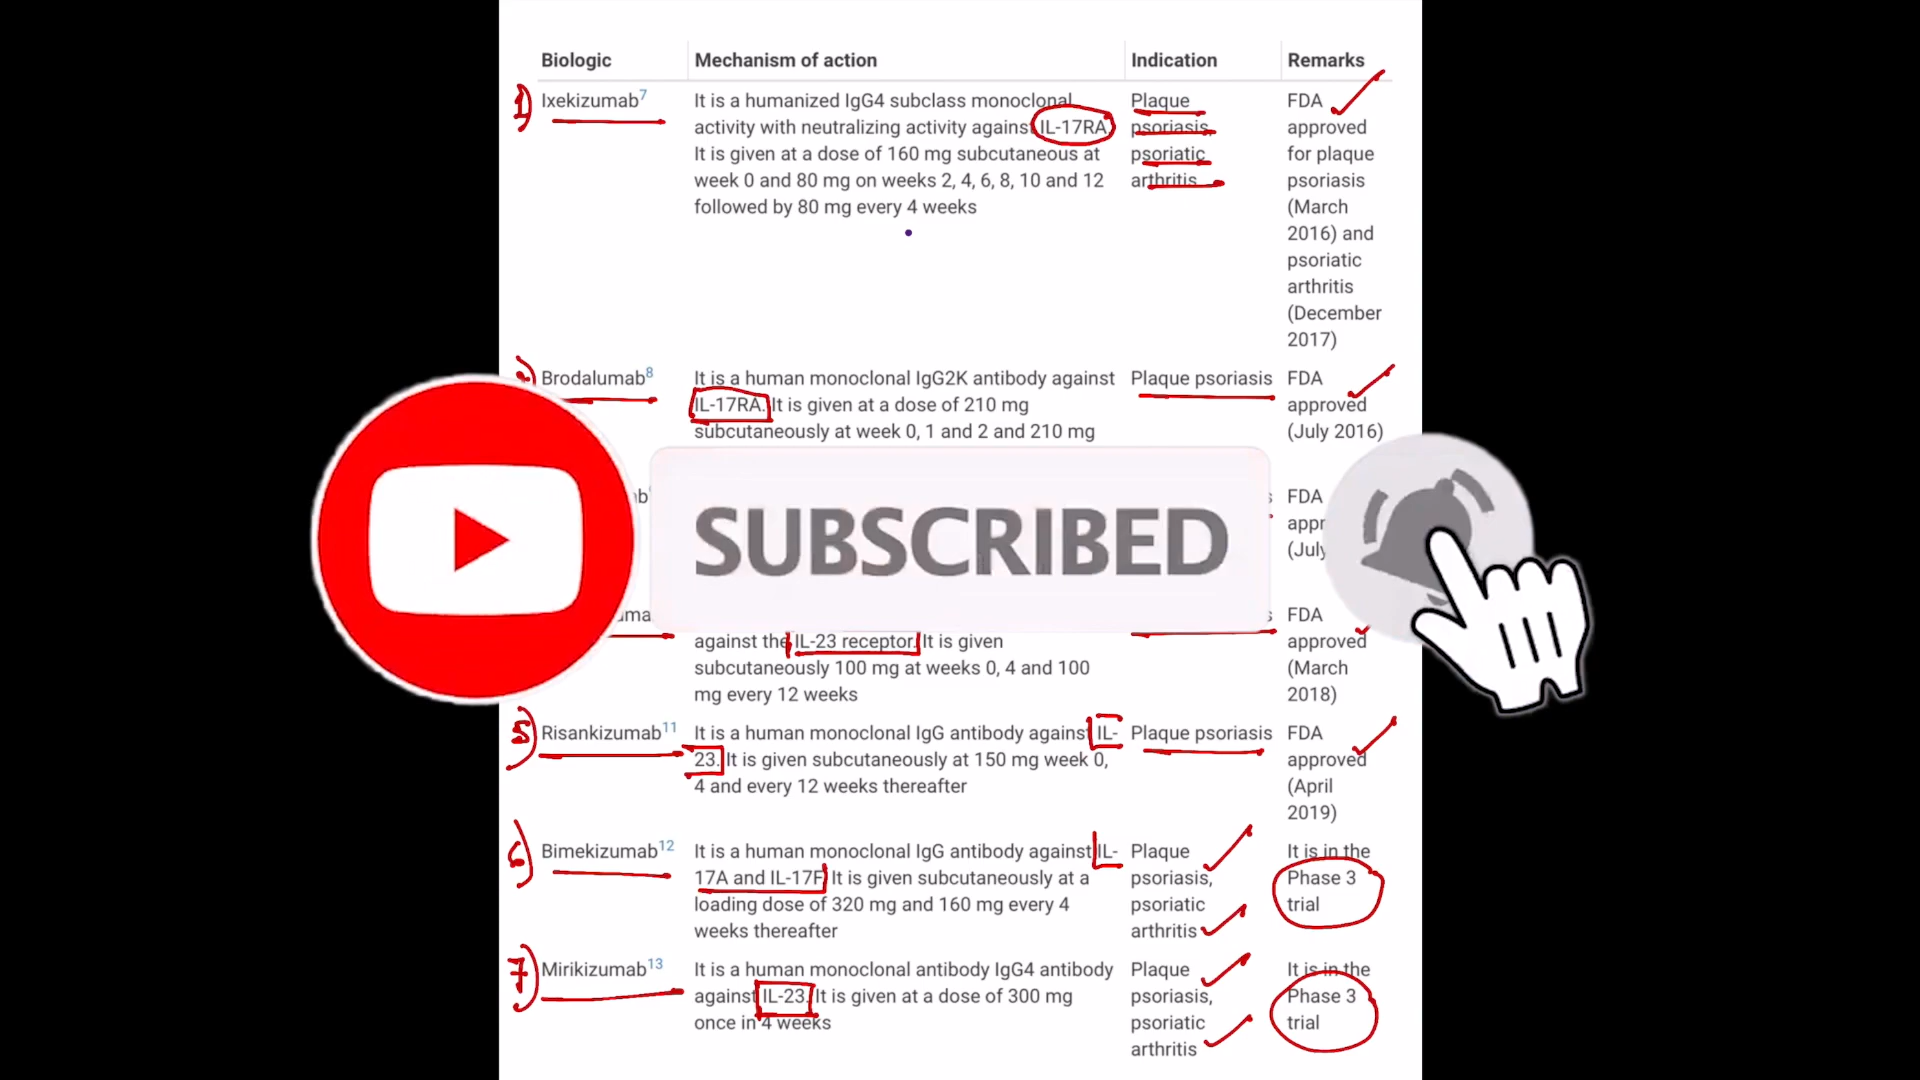 Biologic Mechanism of action Indication Remarks
1) Ixekizumab7 It is a humanized IgG4 subclass monoclonal Plaque FDA
activity with neutralizing activity against IL-17RA. psoriasis, approved
It is given at a dose of 160 mg subcutaneous at psoriatic for plaque
week 0 and 80 mg on weeks 2, 4, 6, 8, 10 and 12 arthritis psoriasis
followed by 80 mg every 4 weeks (March
2016) and
psoriatic
arthritis
(December
2017)
Brodalumab8 It is a human monoclonal IgG2K antibody against Plaque psoriasis FDA
IL-17RA. It is given at a dose of 210 mg approved
subcutaneously at week 0, 1 and 2 and 210 mg (July 2016)
FDA
SUBSCRIBED
FDA
against the IL-23 receptor. It is given approved
subcutaneously 100 mg at weeks 0, 4 and 100 (March
mg every 12 weeks 2018)
5) Risankizumab11 It is a human monoclonal IgG antibody against IL- Plaque psoriasis FDA
23. It is given subcutaneously at 150 mg week 0, approved
4 and every 12 weeks thereafter (April
2019)
6) Bimekizumab12 It is a human monoclonal IgG antibody against IL- Plaque It is in the
17A and IL-17F. It is given subcutaneously at a psoriasis, Phase 3
loading dose of 320 mg and 160 mg every 4 psoriatic trial
weeks thereafter arthritis
7) Mirikizumab13 It is a human monoclonal antibody IgG4 antibody Plaque It is in the
against IL-23. It is given at a dose of 300 mg psoriasis, Phase 3
once in 4 weeks psoriatic trial
arthritis